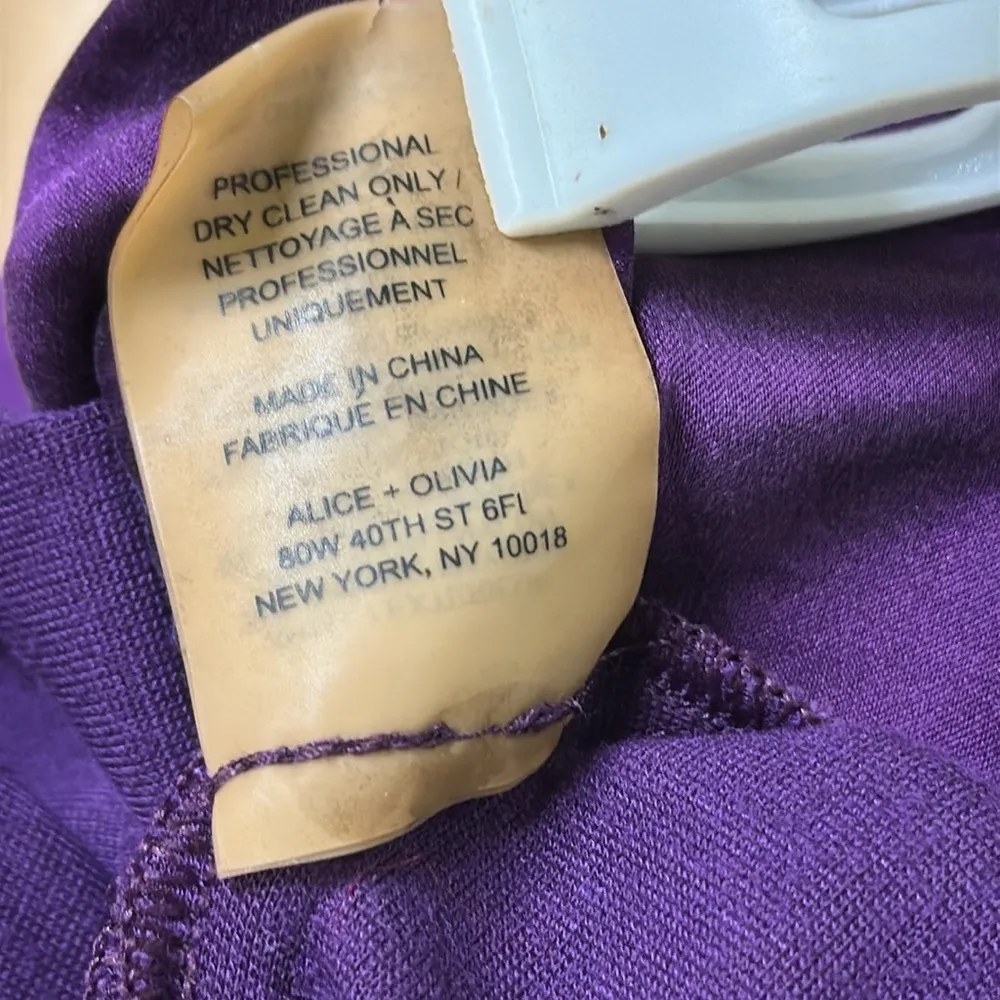 PROFESSIONAL
DRY CLEAN ONLY /
NETTOYAGE À SEC
PROFESSIONNEL
UNIQUEMENT
MADE IN CHINA
FABRIQUE EN CHINE
ALICE + OLIVIA
80W 40TH ST 6FL
NEW YORK, NY 10018